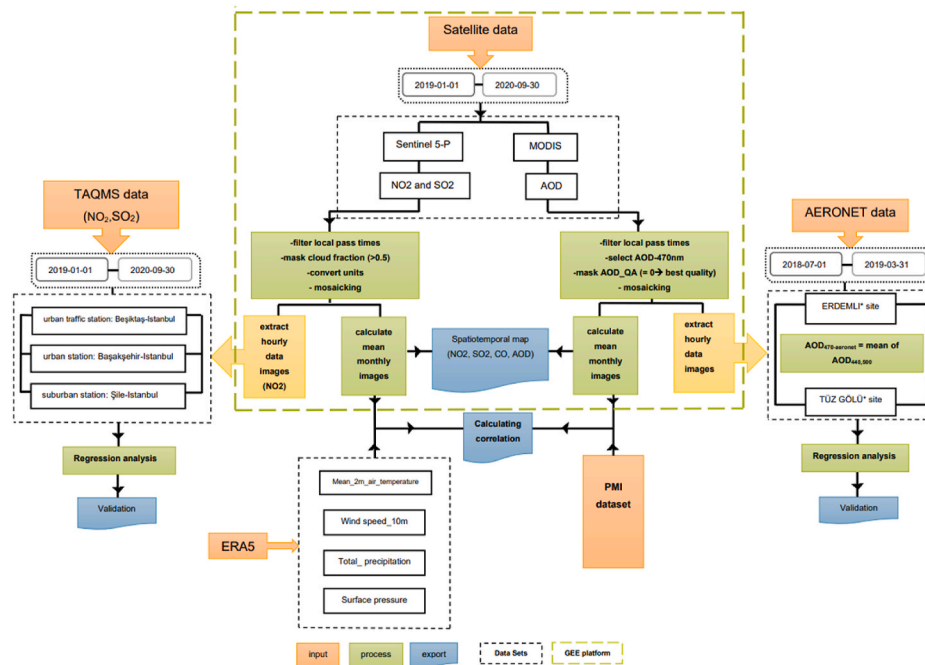 Satellite data
2019-01-01
2020-09-30
Sentinel 5-P
MODIS
NO2 and SO2
AOD
TAQMS data
(NO₂,SO₂)
2019-01-01
2020-09-30
urban traffic station: Beşiktaş-Istanbul
urban station: Başakşehir-Istanbul
suburban station: Şile-Istanbul
Regression analysis
Validation
-filter local pass times
-mask cloud fraction (>0.5)
-convert units
- mosaicking
-filter local pass times
-select AOD-470nm
-mask AOD_QA (= 0→ best quality)
- mosaicking
extract
hourly
data
images
(NO2)
calculate
mean
monthly
images
Spatiotemporal map
(NO2, SO2, CO, AOD)
calculate
mean
monthly
images
extract
hourly
data
images
AERONET data
2018-07-01
2019-03-31
ERDEMLI* site
AOD₄₇₀-aeronet = mean of
AOD₄₄₀,₅₀₀
TÜZ GÖLÜ* site
Regression analysis
Validation
Calculating
correlation
ERA5
Mean_2m_air_temperature
Wind speed_10m
Total_ precipitation
Surface pressure
PMI
dataset
input
process
export
Data Sets
GEE platform